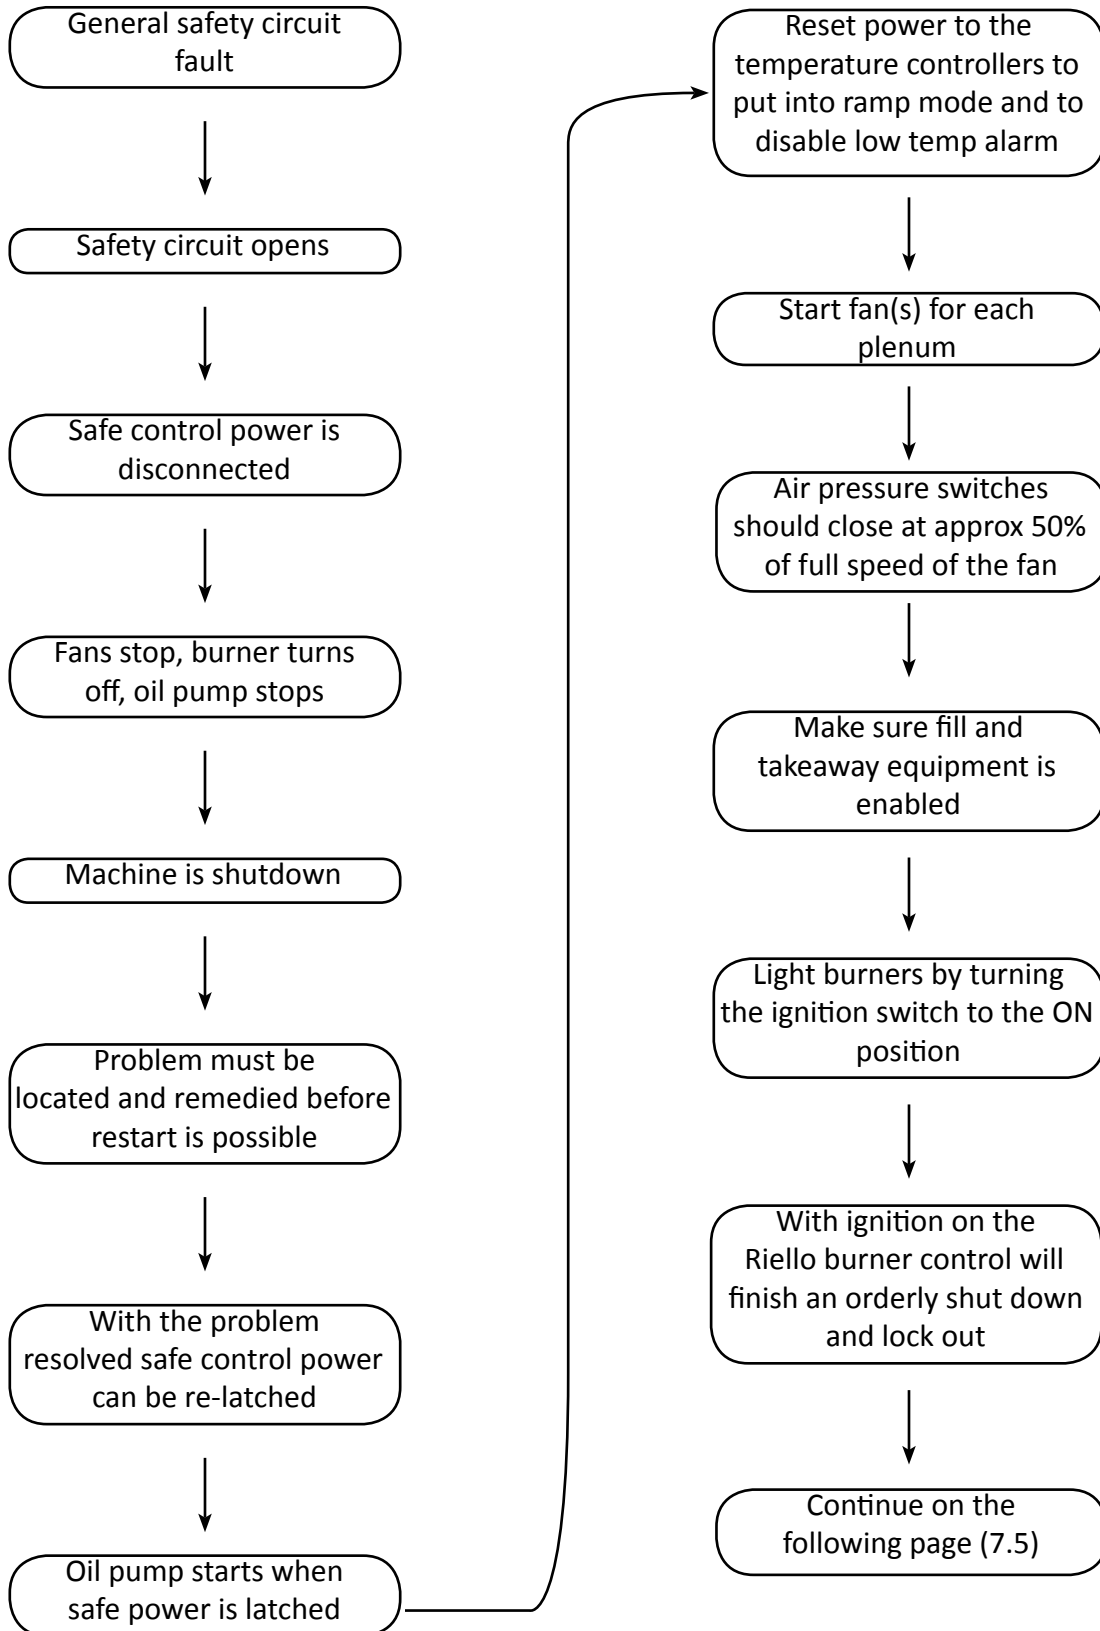 General safety circuit
fault
Safety circuit opens
Safe control power is
disconnected
Fans stop, burner turns
off, oil pump stops
Machine is shutdown
Problem must be
located and remedied before
restart is possible
With the problem
resolved safe control power
can be re-latched
Oil pump starts when
safe power is latched
Reset power to the
temperature controllers to
put into ramp mode and to
disable low temp alarm
Start fan(s) for each
plenum
Air pressure switches
should close at approx 50%
of full speed of the fan
Make sure fill and
takeaway equipment is
enabled
Light burners by turning
the ignition switch to the ON
position
With ignition on the
Riello burner control will
finish an orderly shut down
and lock out
Continue on the
following page (7.5)